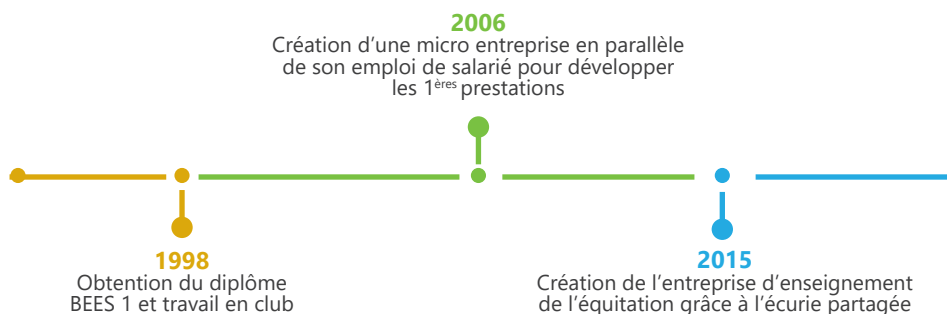 2006
Création d’une micro entreprise en parallèle
de son emploi de salarié pour développer
les 1ères prestations
1998
Obtention du diplôme
BEES 1 et travail en club
2015
Création de l’entreprise d’enseignement
de l’équitation grâce à l’écurie partagée